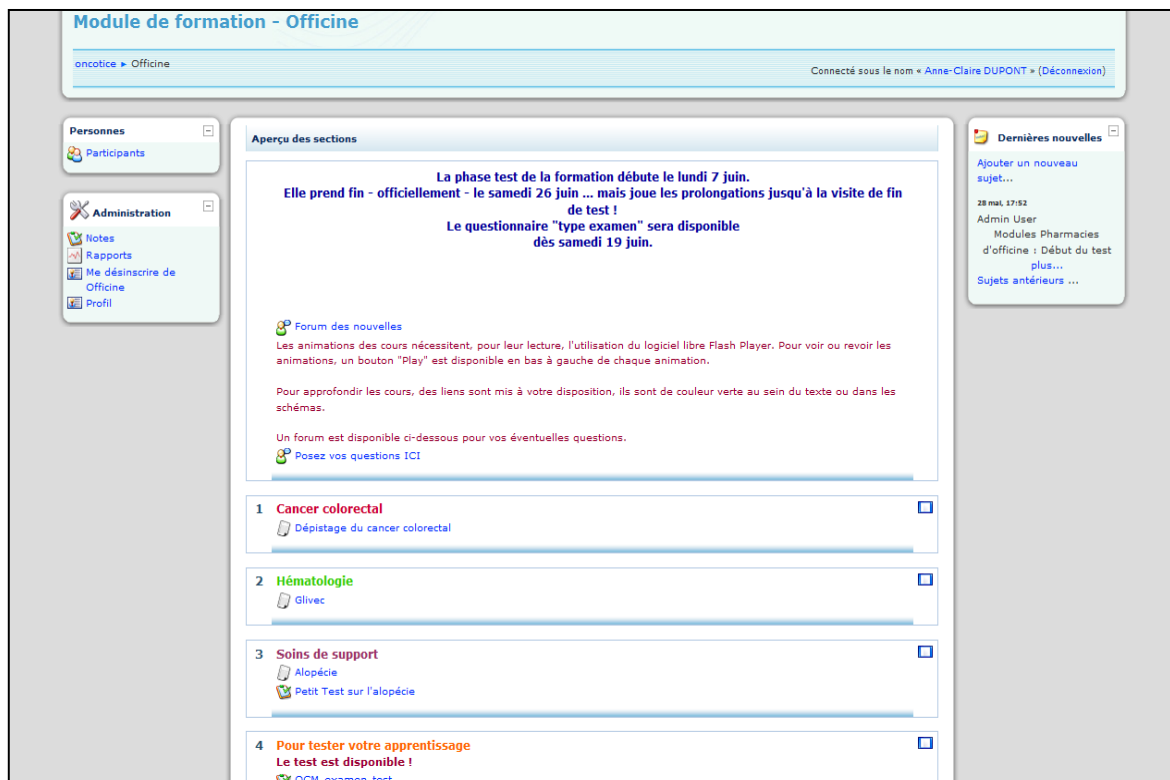 Module de formation - Officine
oncotice ► Officine
Connecté sous le nom « Anne-Claire DUPONT » (Déconnexion)
Personnes
Participants
Administration
Notes
Rapports
Me désinscrire de
Officine
Profil
Aperçu des sections
La phase test de la formation débute le lundi 7 juin.
Elle prend fin - officiellement - le samedi 26 juin ... mais joue les prolongations jusqu'à la visite de fin
de test !
Le questionnaire "type examen" sera disponible
dès samedi 19 juin.
Forum des nouvelles
Les animations des cours nécessitent, pour leur lecture, l'utilisation du logiciel libre Flash Player. Pour voir ou revoir les
animations, un bouton "Play" est disponible en bas à gauche de chaque animation.
Pour approfondir les cours, des liens sont mis à votre disposition, ils sont de couleur verte au sein du texte ou dans les
schémas.
Un forum est disponible ci-dessous pour vos éventuelles questions.
Posez vos questions ICI
1 Cancer colorectal
Dépistage du cancer colorectal
2 Hématologie
Glivec
3 Soins de support
Alopécie
Petit Test sur l'alopécie
4 Pour tester votre apprentissage
Le test est disponible !
QCM_examen_test
Dernières nouvelles
Ajouter un nouveau
sujet...
28 mai, 17:52
Admin User
Modules Pharmacies
d'officine : Début du test
plus...
Sujets antérieurs ...